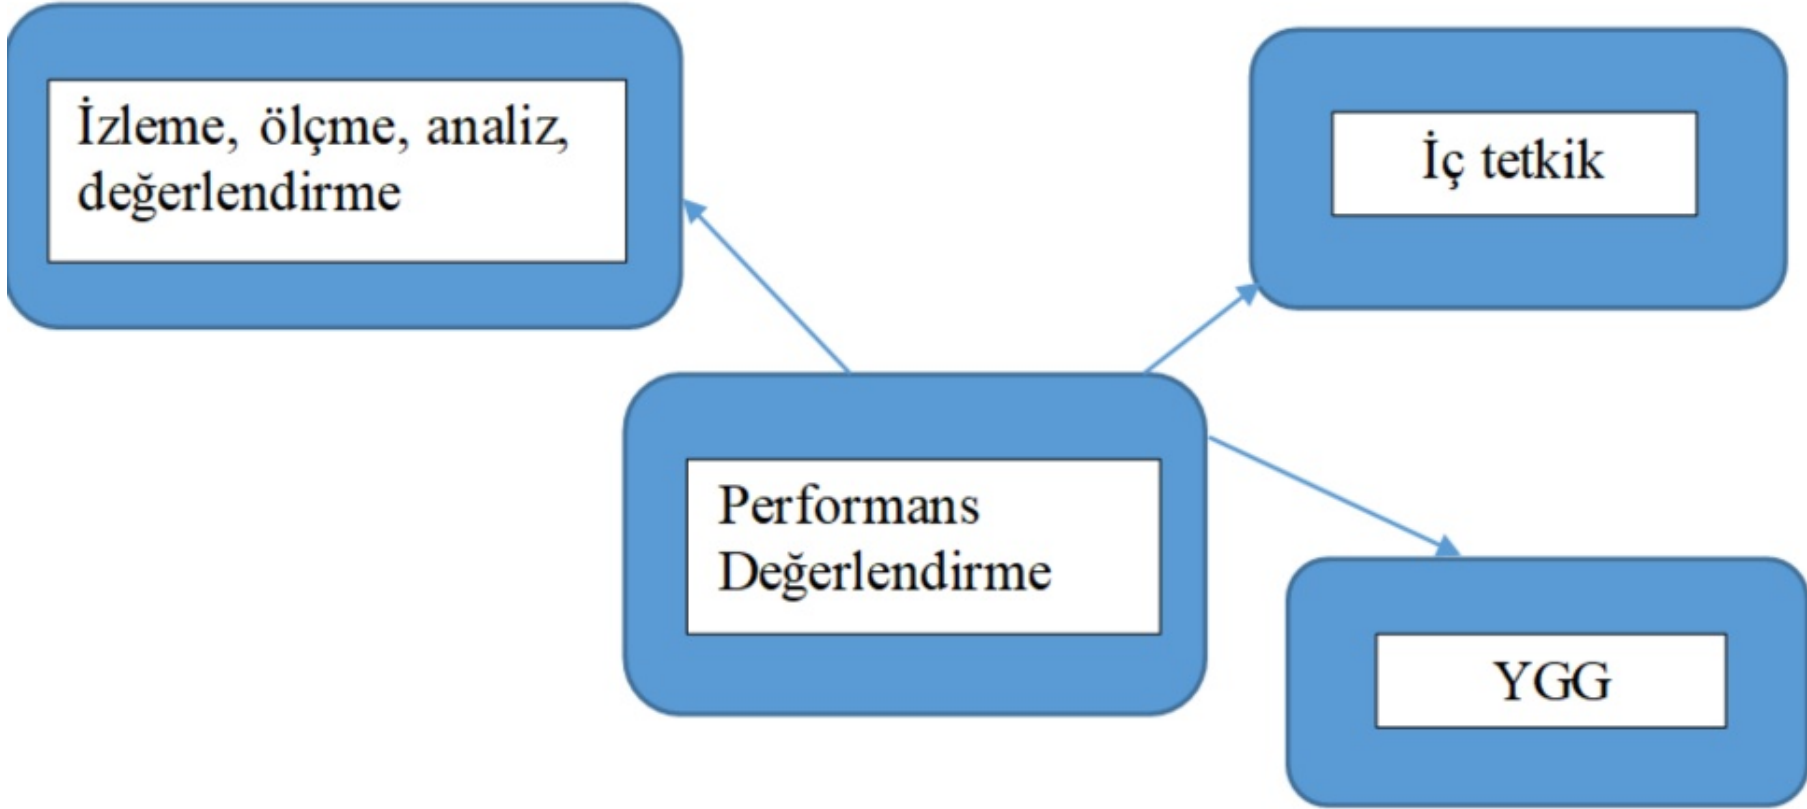 İzleme, ölçme, analiz,
değerlendirme
İç tetkik
Performans
Değerlendirme
YGG